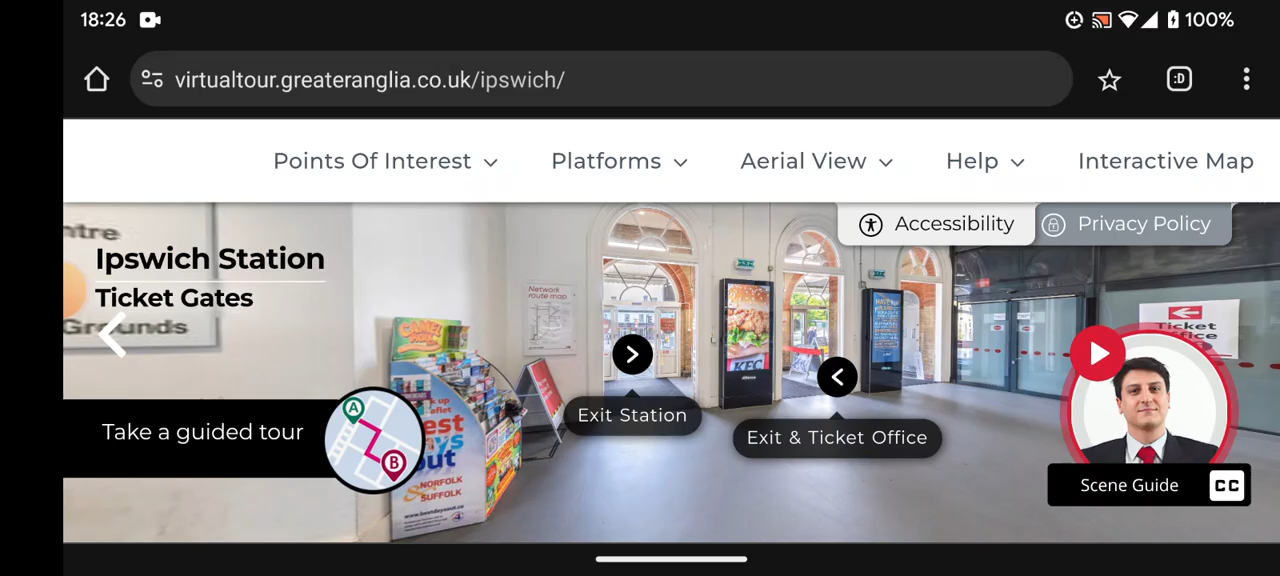 18:26
100%
virtualtour.greateranglia.co.uk/ipswich/
:D
Points Of Interest
Platforms
Aerial View
Help
Interactive Map
Accessibility
Privacy Policy
Ipswich Station
Ticket Gates
Grounds
Network
route map
KFC
Ticket
Office
Exit Station
Exit & Ticket Office
Take a guided tour
A
B
NORFOLK
& SUFFOLK
Scene Guide
CC